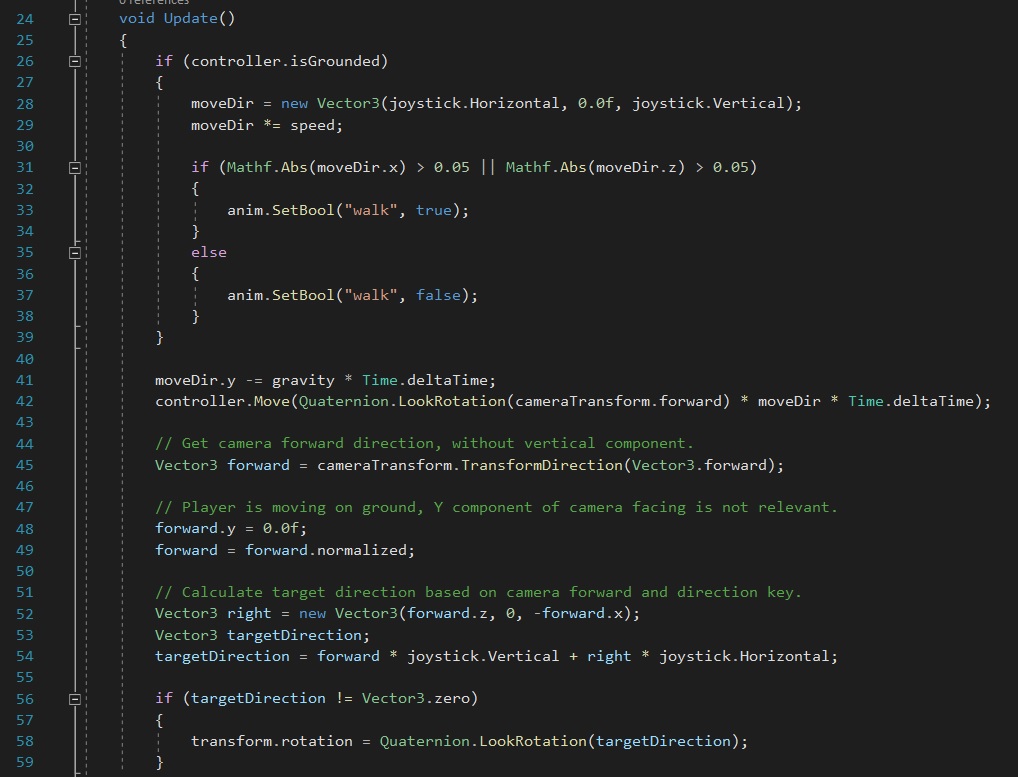 0 references
24 void Update()
25 {
26 if (controller.isGrounded)
27 {
28 moveDir = new Vector3(joystick.Horizontal, 0.0f, joystick.Vertical);
29 moveDir *= speed;
30
31 if (Mathf.Abs(moveDir.x) > 0.05 || Mathf.Abs(moveDir.z) > 0.05)
32 {
33 anim.SetBool("walk", true);
34 }
35 else
36 {
37 anim.SetBool("walk", false);
38 }
39 }
40
41 moveDir.y -= gravity * Time.deltaTime;
42 controller.Move(Quaternion.LookRotation(cameraTransform.forward) * moveDir * Time.deltaTime);
43
44 // Get camera forward direction, without vertical component.
45 Vector3 forward = cameraTransform.TransformDirection(Vector3.forward);
46
47 // Player is moving on ground, Y component of camera facing is not relevant.
48 forward.y = 0.0f;
49 forward = forward.normalized;
50
51 // Calculate target direction based on camera forward and direction key.
52 Vector3 right = new Vector3(forward.z, 0, -forward.x);
53 Vector3 targetDirection;
54 targetDirection = forward * joystick.Vertical + right * joystick.Horizontal;
55
56 if (targetDirection != Vector3.zero)
57 {
58 transform.rotation = Quaternion.LookRotation(targetDirection);
59 }